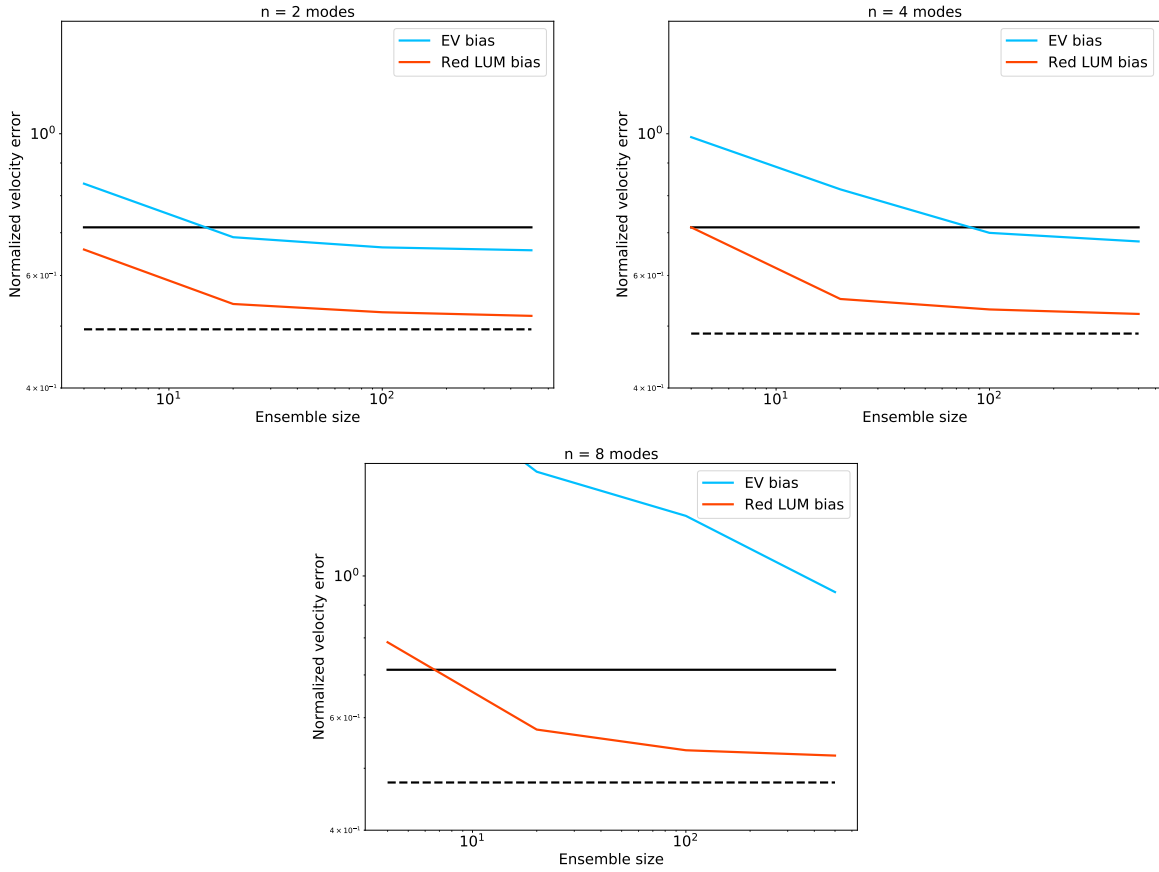 n = 2 modes
EV bias
Red LUM bias
Normalized velocity error
10⁰
6 × 10⁻¹
4 × 10⁻¹
10¹
10²
Ensemble size
n = 4 modes
EV bias
Red LUM bias
Normalized velocity error
10⁰
6 × 10⁻¹
4 × 10⁻¹
10¹
10²
Ensemble size
n = 8 modes
EV bias
Red LUM bias
Normalized velocity error
10⁰
6 × 10⁻¹
4 × 10⁻¹
10¹
10²
Ensemble size